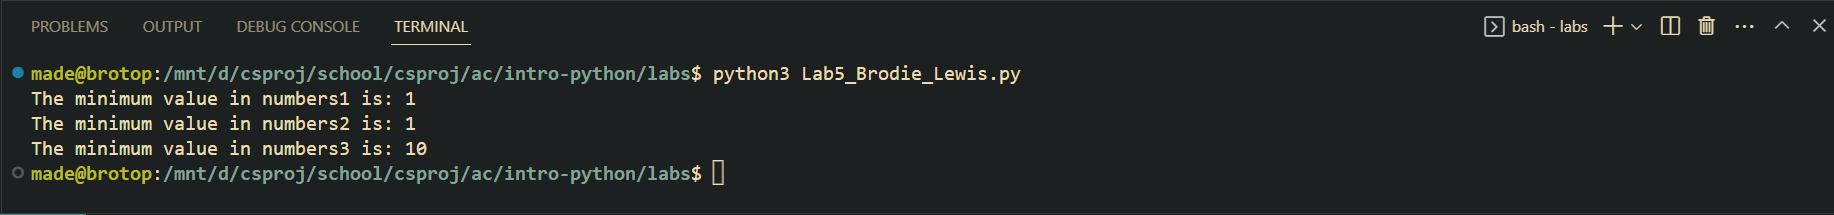 PROBLEMS OUTPUT DEBUG CONSOLE TERMINAL bash - labs
made@brotop:/mnt/d/csproj/school/csproj/ac/intro-python/labs$ python3 Lab5_Brodie_Lewis.py
The minimum value in numbers1 is: 1
The minimum value in numbers2 is: 1
The minimum value in numbers3 is: 10
made@brotop:/mnt/d/csproj/school/csproj/ac/intro-python/labs$